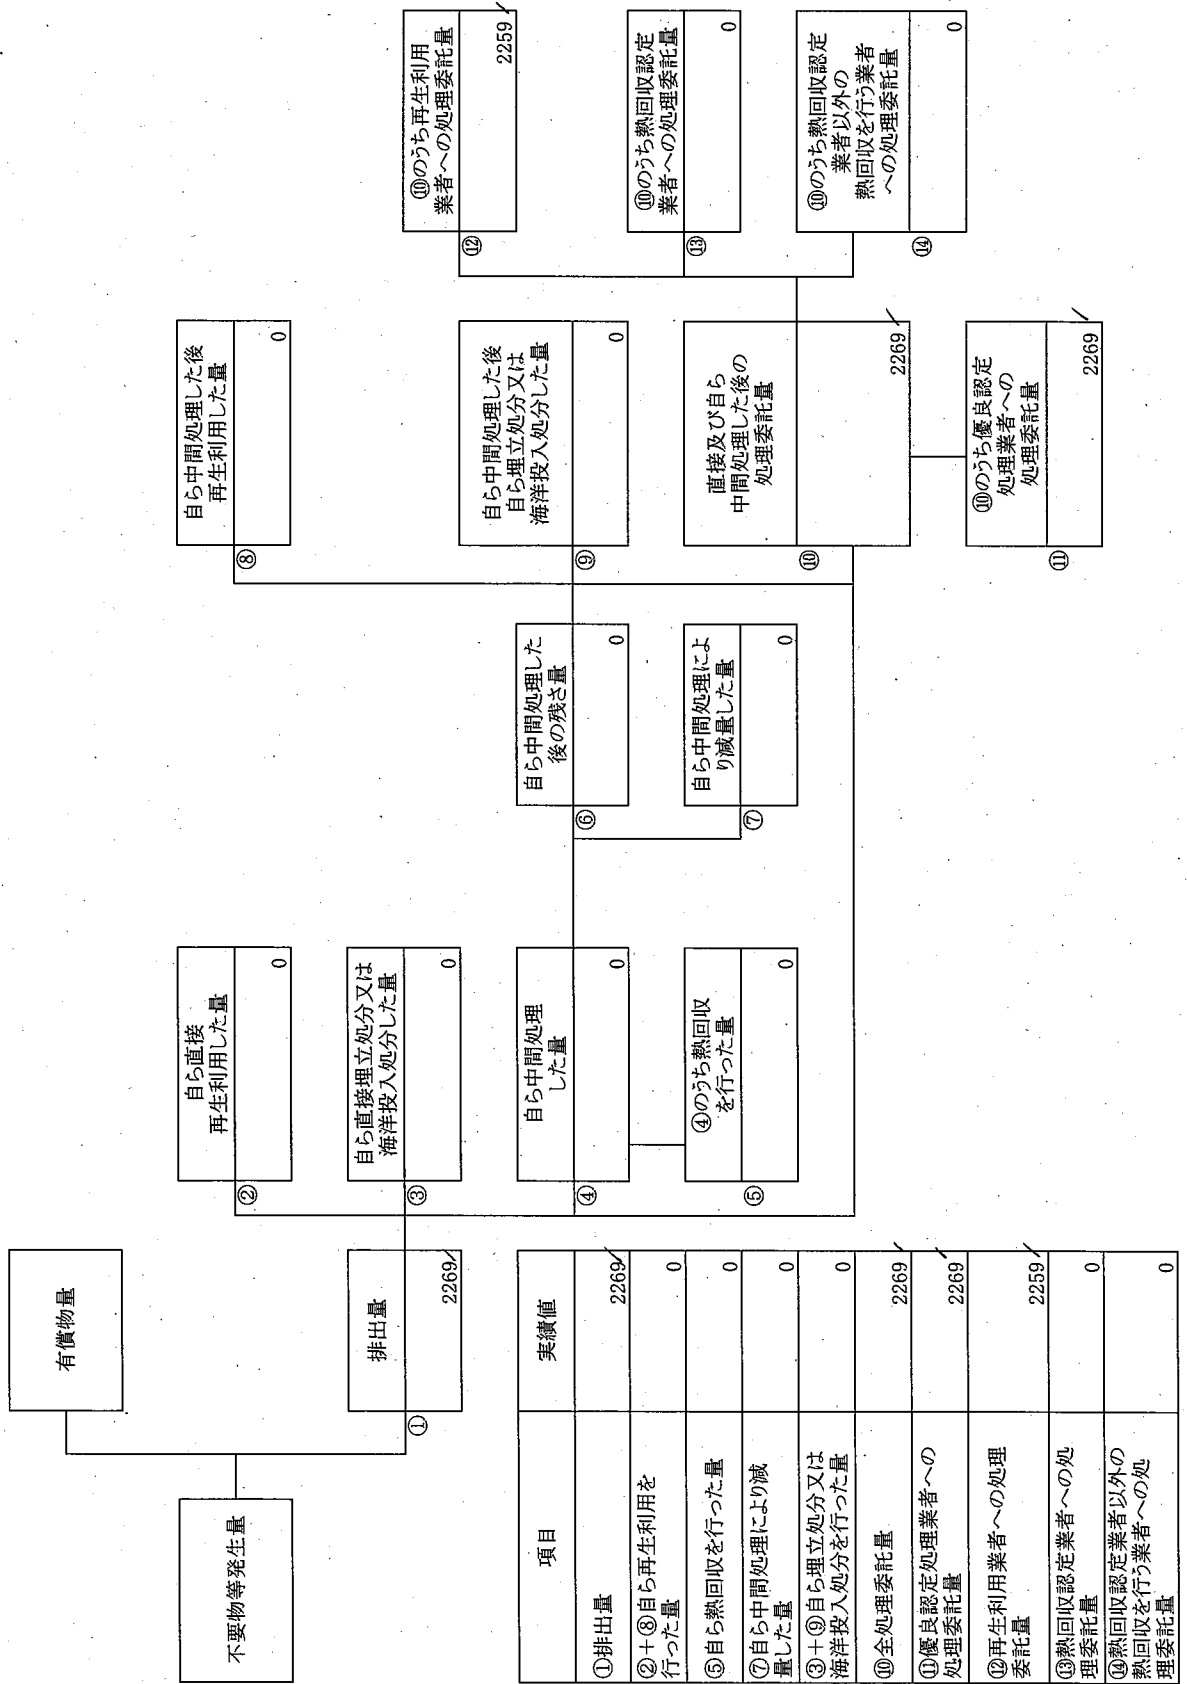 不要物等発生量
有償物量
排出量
①
2269
自ら直接
再生利用した量
②
0
自ら直接埋立処分又は
海洋投入処分した量
③
0
自ら中間処理
した量
④
0
④のうち熱回収
を行った量
⑤
0
自ら中間処理した
後の残さ量
⑥
0
自ら中間処理によ
り減量した量
⑦
0
自ら中間処理した後
再生利用した量
⑧
0
自ら中間処理した後
自ら埋立処分又は
海洋投入処分した量
⑨
0
直接及び自ら
中間処理した後の
処理委託量
⑩
2269
⑩のうち優良認定
処理業者への
処理委託量
⑪
2269
⑩のうち再生利用
業者への処理委託量
⑫
2259
⑩のうち熱回収認定
業者への処理委託量
⑬
0
⑩のうち熱回収認定
業者以外の
熱回収を行う業者
への処理委託量
⑭
0
項目 実績値
①排出量 2269
②+⑧自ら再生利用を
行った量 0
⑤自ら熱回収を行った量 0
⑦自ら中間処理により減
量した量 0
③+⑨自ら埋立処分又は
海洋投入処分を行った量 0
⑩全処理委託量 2269
⑪優良認定処理業者への
処理委託量 2269
⑫再生利用業者への処理
委託量 2259
⑬熱回収認定業者への処
理委託量 0
⑭熱回収認定業者以外の
熱回収を行う業者への処
理委託量 0